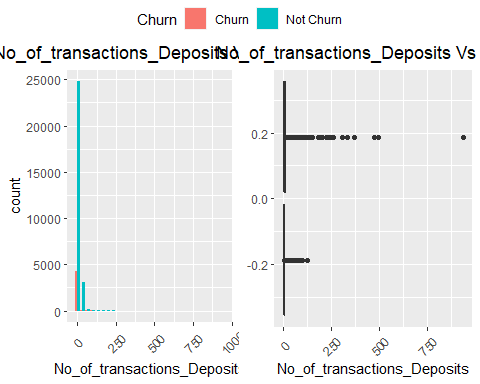 Churn Churn Not Churn
No_of_transactions_Deposits No_of_transactions_Deposits Vs
25000
20000
15000
10000
5000
0
count
0 250 500 750 1000
No_of_transactions_Deposits
0.2
0.0
-0.2
0 250 500 750
No_of_transactions_Deposits